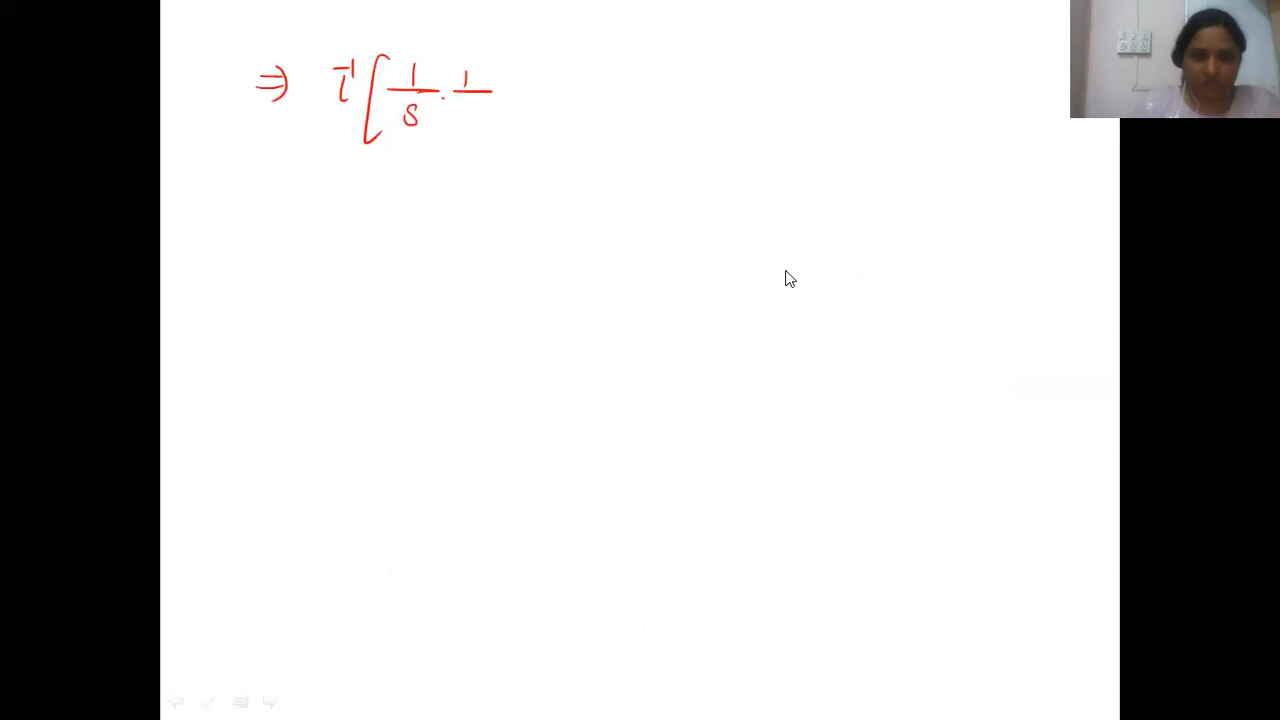 ⇒ L⁻¹ [ 1/s · 1/